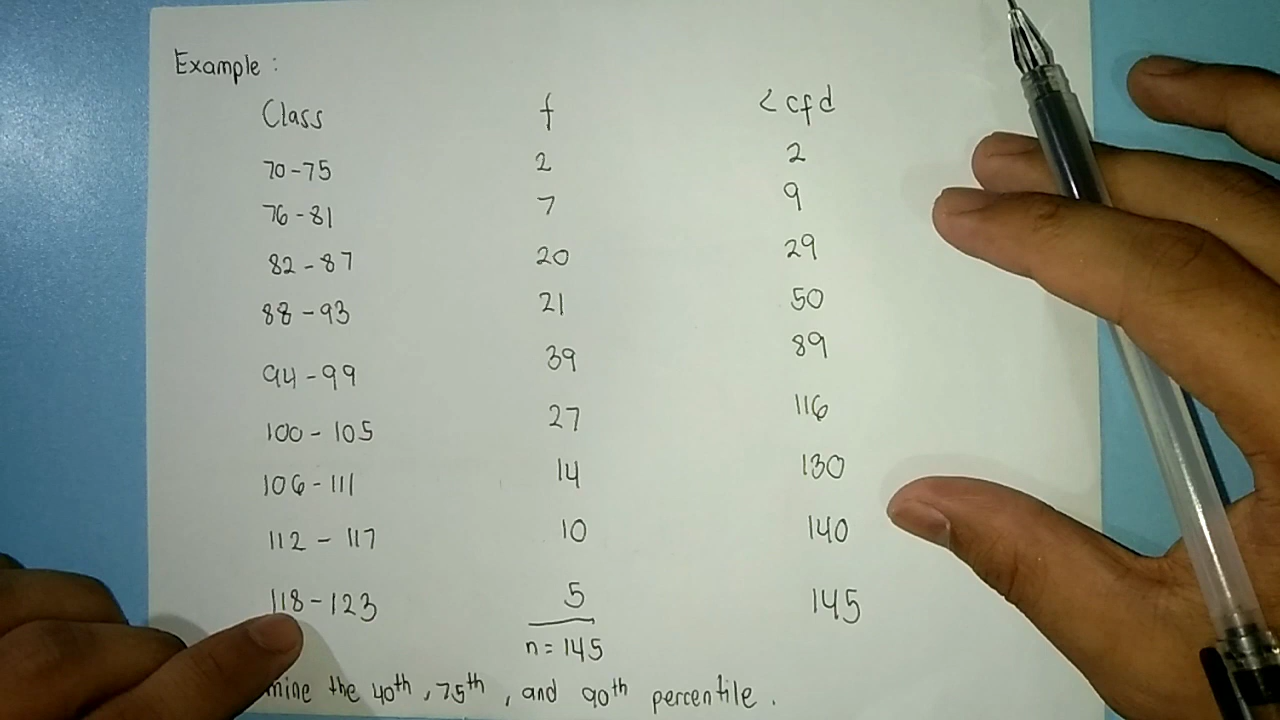 Example :
Class f <cfd
70-75 2 2
76-81 7 9
82-87 20 29
88-93 21 50
94-99 39 89
100-105 27 116
106-111 14 130
112-117 10 140
118-123 5 145
n=145
the 40th, 75th, and 90th percentile.